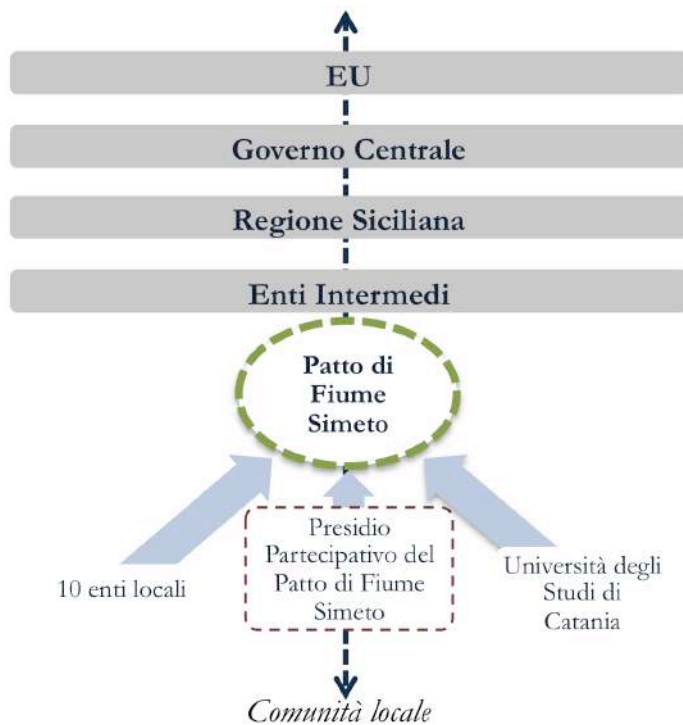 EU
Governo Centrale
Regione Siciliana
Enti Intermedi
Patto di
Fiume
Simeto
10 enti locali
Presidio
Partecipativo del
Patto di Fiume
Simeto
Università degli
Studi di
Catania
Comunità locale